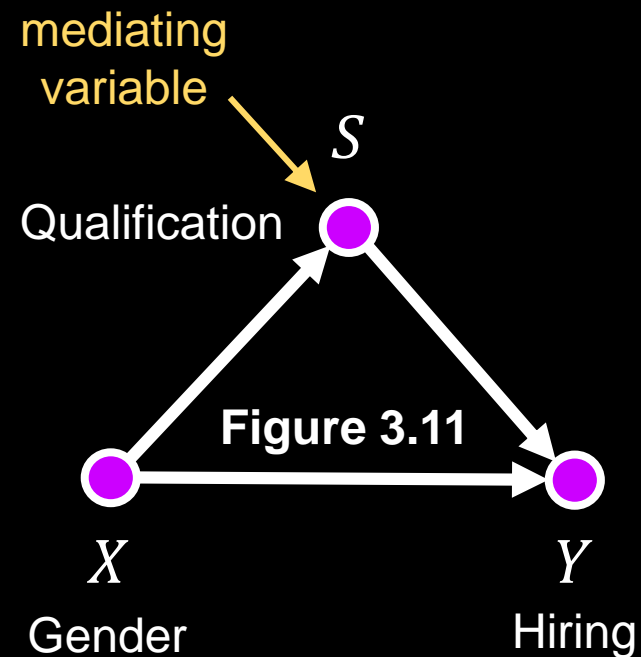 mediating
variable
S
Qualification
Figure 3.11
X
Y
Gender
Hiring